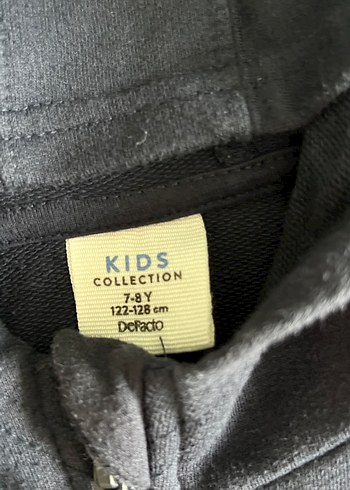 KIDS
COLLECTION
7-8 Y
122-128 cm
DeFacto